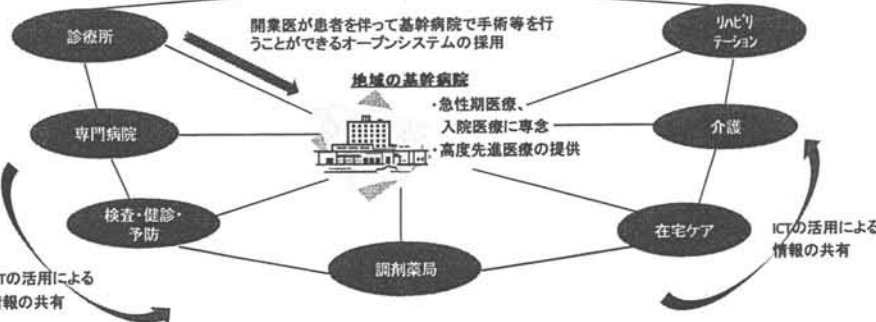 開業医が患者を伴って基幹病院で手術等を行
うことができるオープンシステムの採用
診療所
リハビリ
テーション
地域の基幹病院
・急性期医療、
入院医療に専念
・高度先進医療の提供
専門病院
介護
検査・健診・
予防
在宅ケア
調剤薬局
ICTの活用による
情報の共有
Tの活用による
報の共有